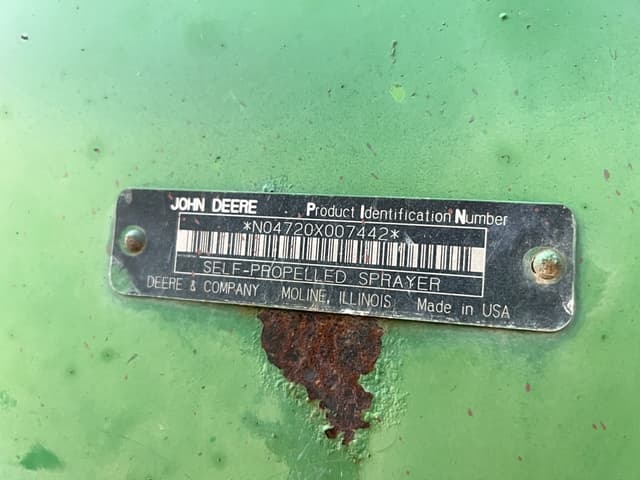 JOHN DEERE Product Identification Number
*N04720X007442*
SELF-PROPELLED SPRAYER
DEERE & COMPANY MOLINE, ILLINOIS Made in USA